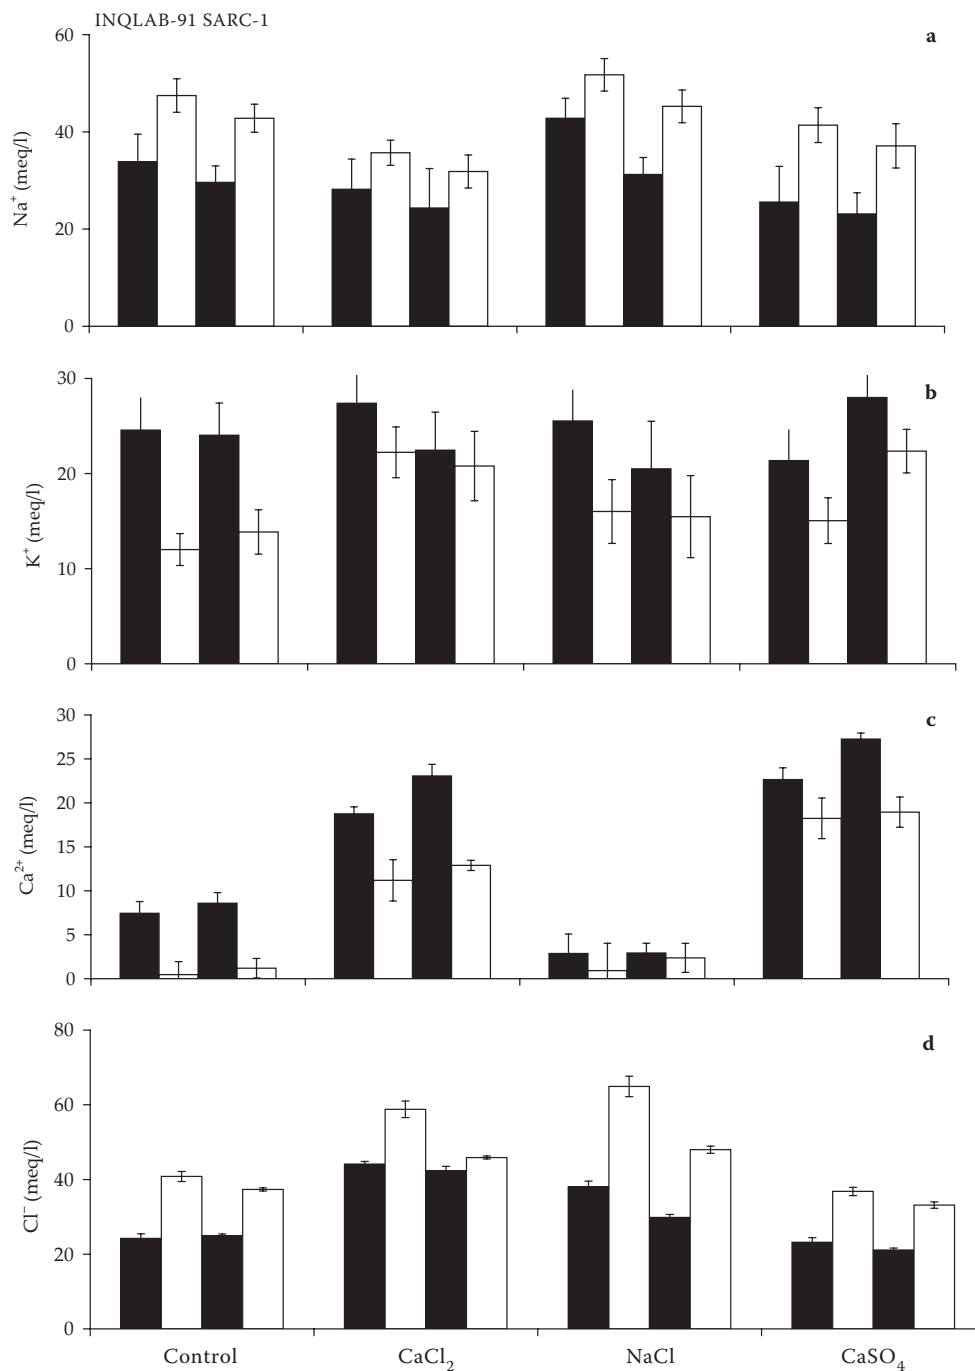 INQLAB-91 SARC-1
a
Na⁺ (meq/l)
60
40
20
0
b
K⁺ (meq/l)
30
20
10
0
c
Ca²⁺ (meq/l)
30
25
20
15
10
5
0
d
Cl⁻ (meq/l)
80
60
40
20
0
Control CaCl₂ NaCl CaSO₄